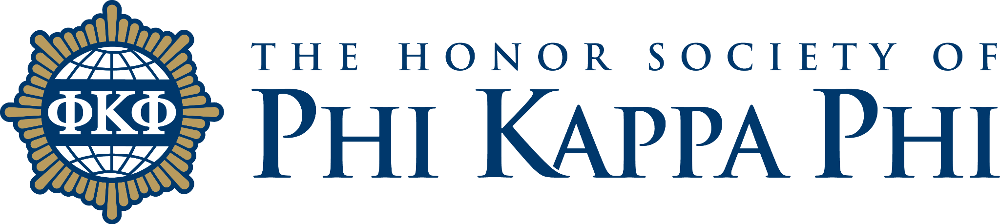 ΦΚΦ
THE HONOR SOCIETY OF
PHI KAPPA PHI